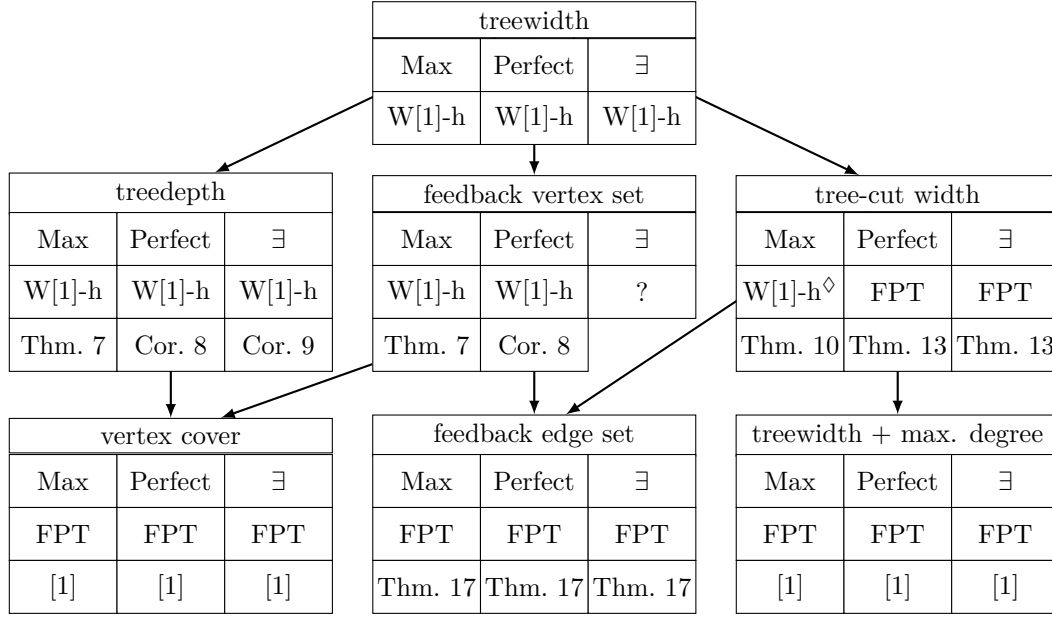 treewidth
Max Perfect ∃
W[1]-h W[1]-h W[1]-h
treedepth
Max Perfect ∃
W[1]-h W[1]-h W[1]-h
Thm. 7 Cor. 8 Cor. 9
feedback vertex set
Max Perfect ∃
W[1]-h W[1]-h ?
Thm. 7 Cor. 8
tree-cut width
Max Perfect ∃
W[1]-h◊ FPT FPT
Thm. 10 Thm. 13 Thm. 13
vertex cover
Max Perfect ∃
FPT FPT FPT
[1] [1] [1]
feedback edge set
Max Perfect ∃
FPT FPT FPT
Thm. 17 Thm. 17 Thm. 17
treewidth + max. degree
Max Perfect ∃
FPT FPT FPT
[1] [1] [1]